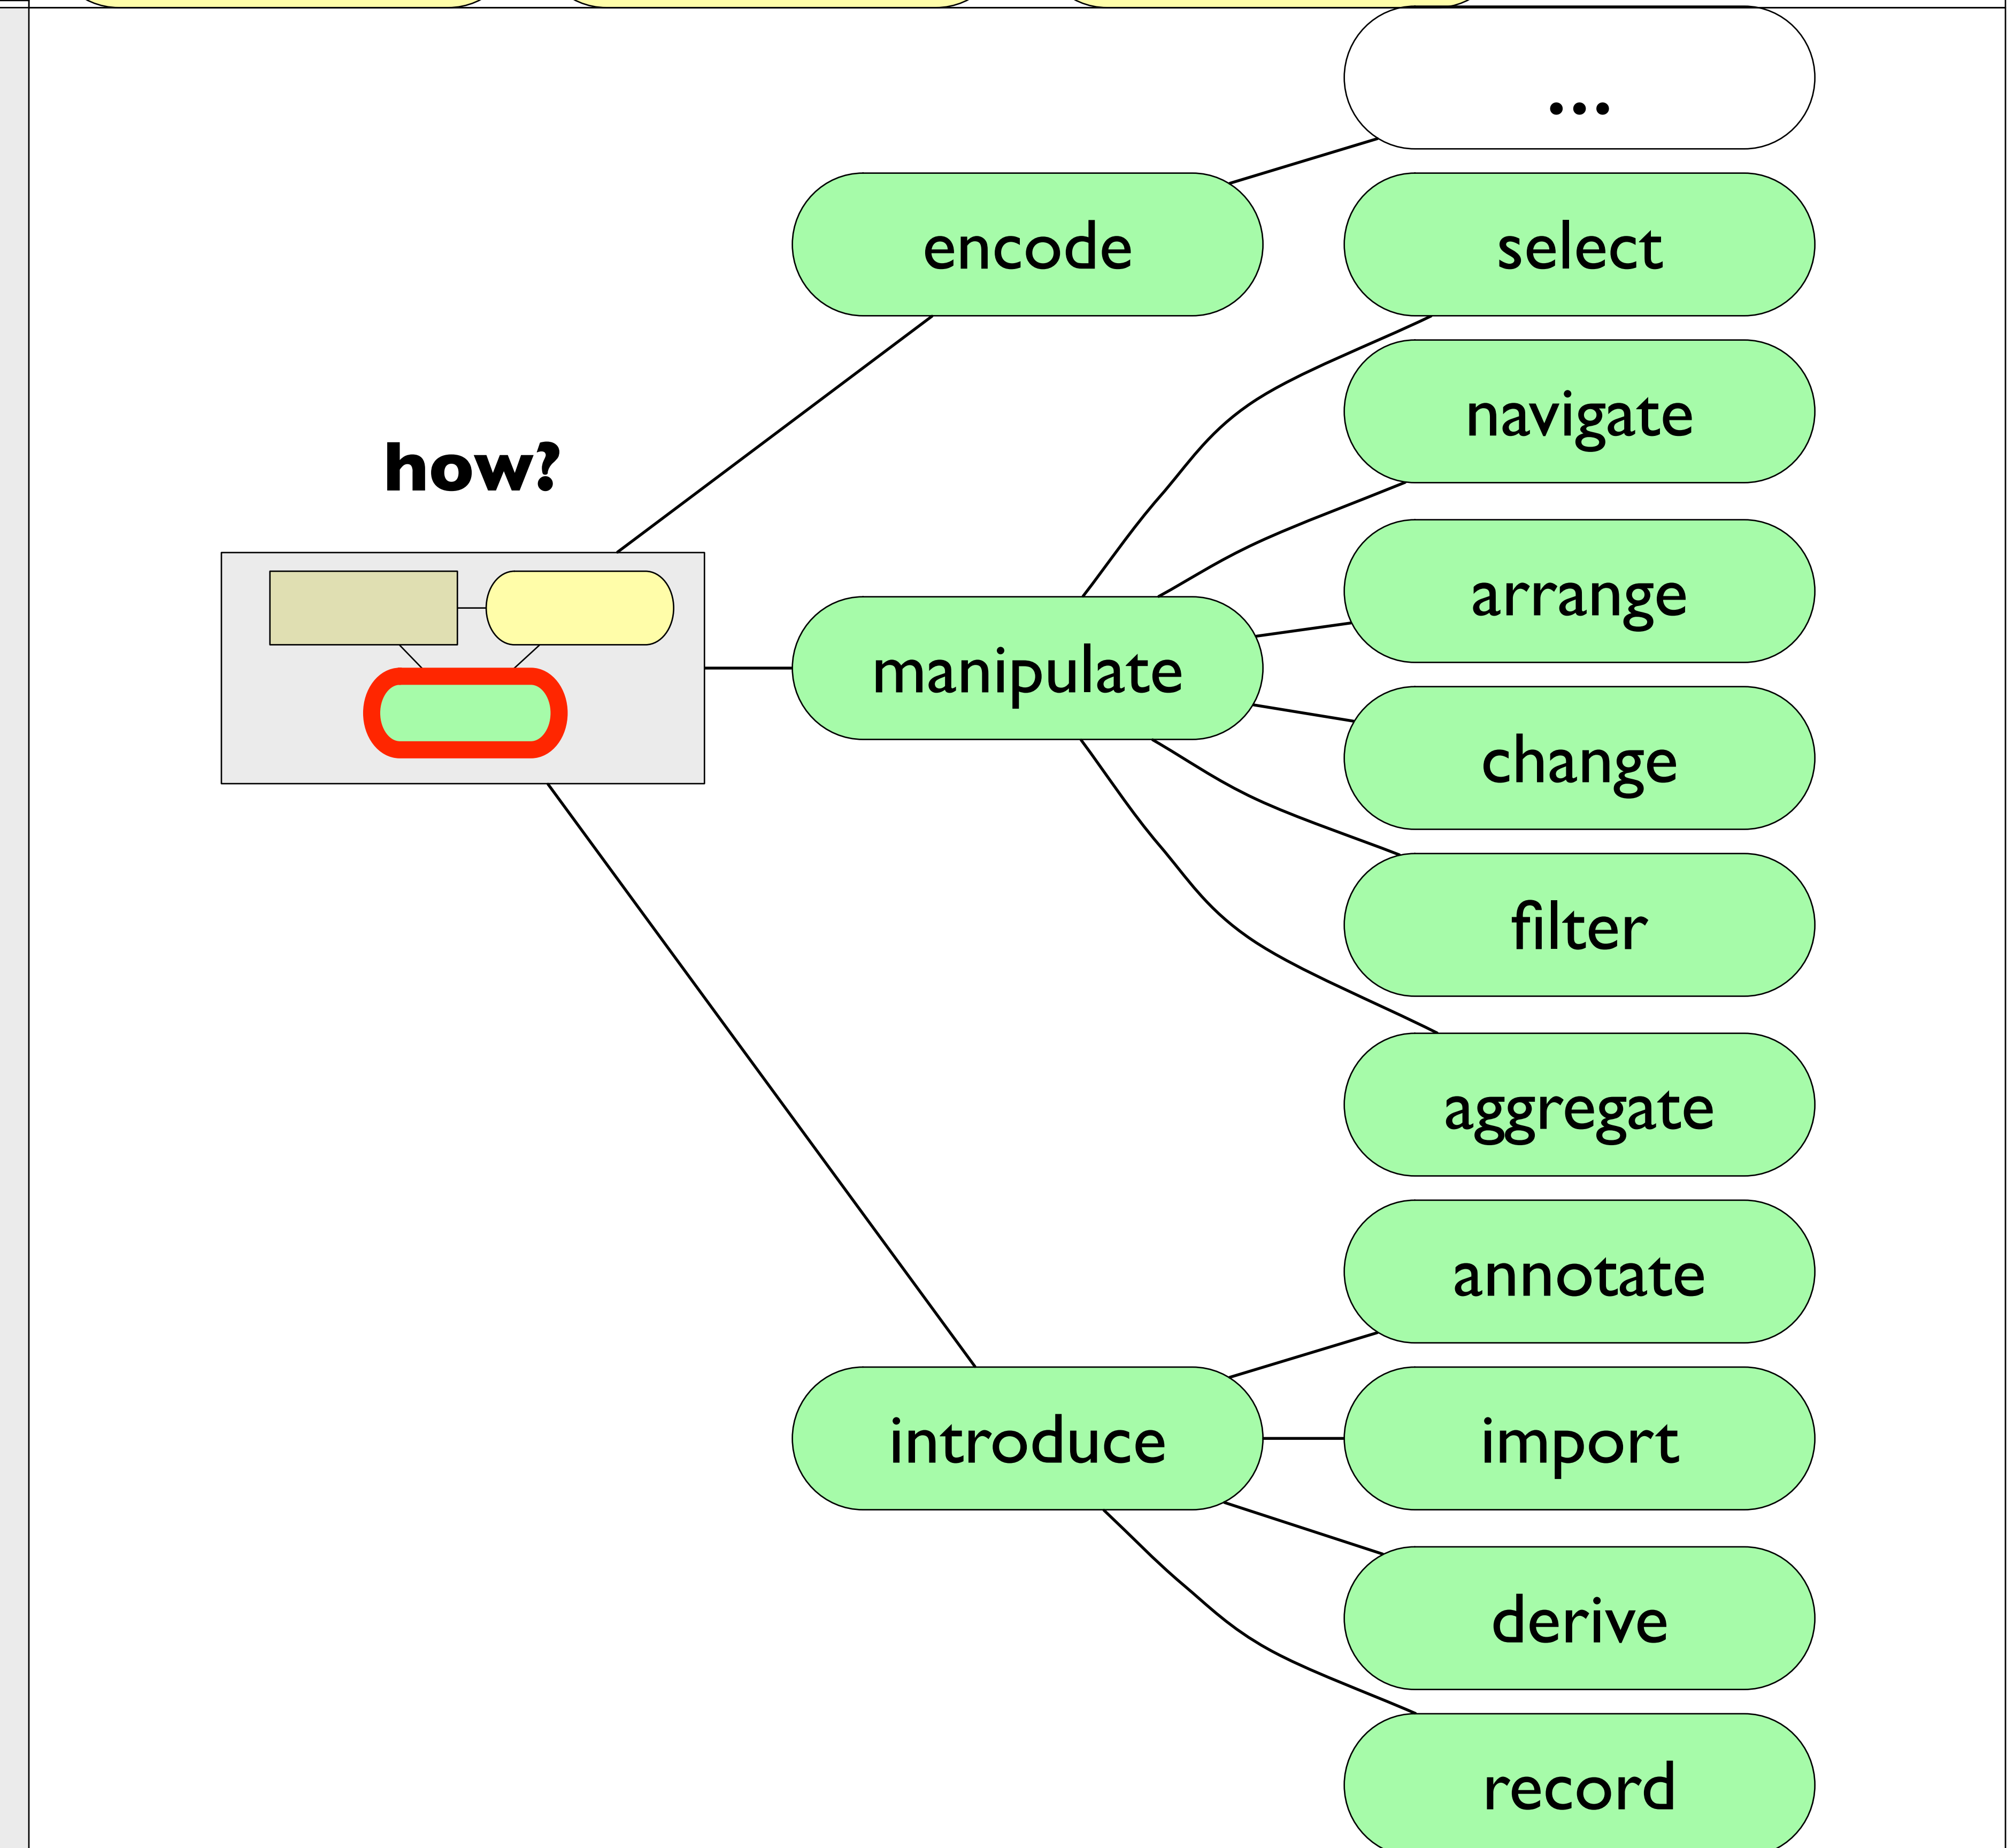 ...
encode
select
navigate
how?
arrange
manipulate
change
filter
aggregate
annotate
introduce
import
derive
record